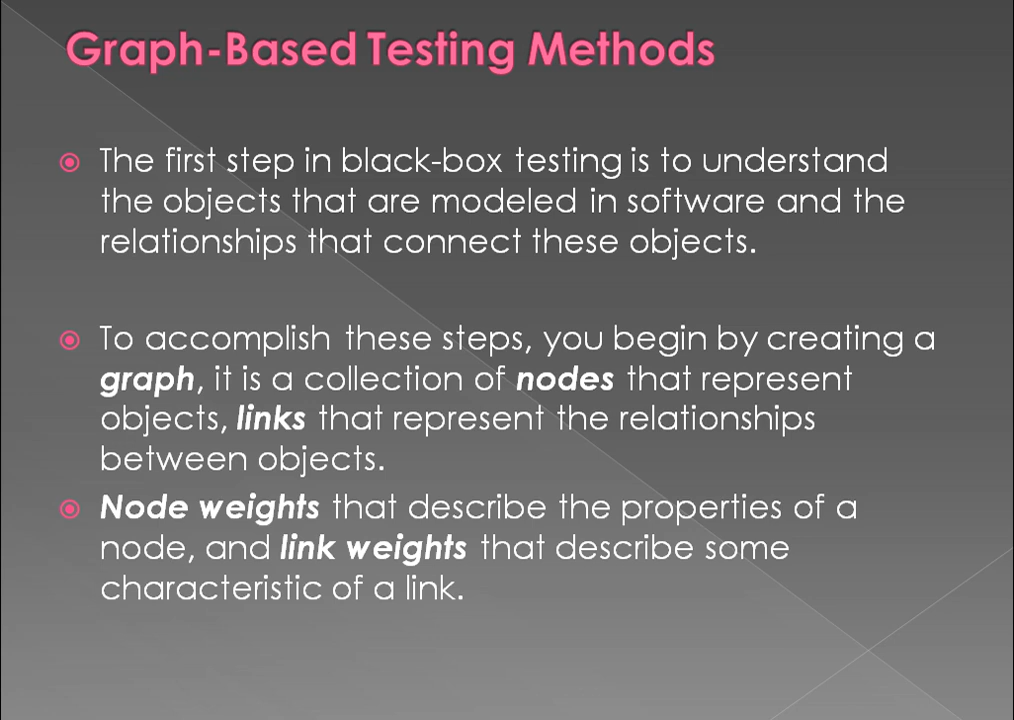 Graph-Based Testing Methods
The first step in black-box testing is to understand
the objects that are modeled in software and the
relationships that connect these objects.
To accomplish these steps, you begin by creating a
graph, it is a collection of nodes that represent
objects, links that represent the relationships
between objects.
Node weights that describe the properties of a
node, and link weights that describe some
characteristic of a link.